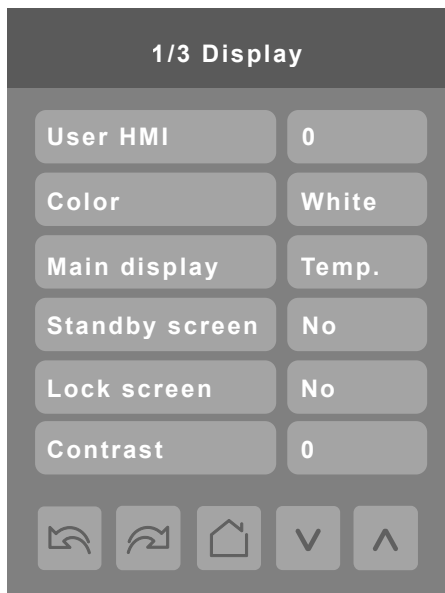 1/3 Display
User HMI 0
Color White
Main display Temp.
Standby screen No
Lock screen No
Contrast 0